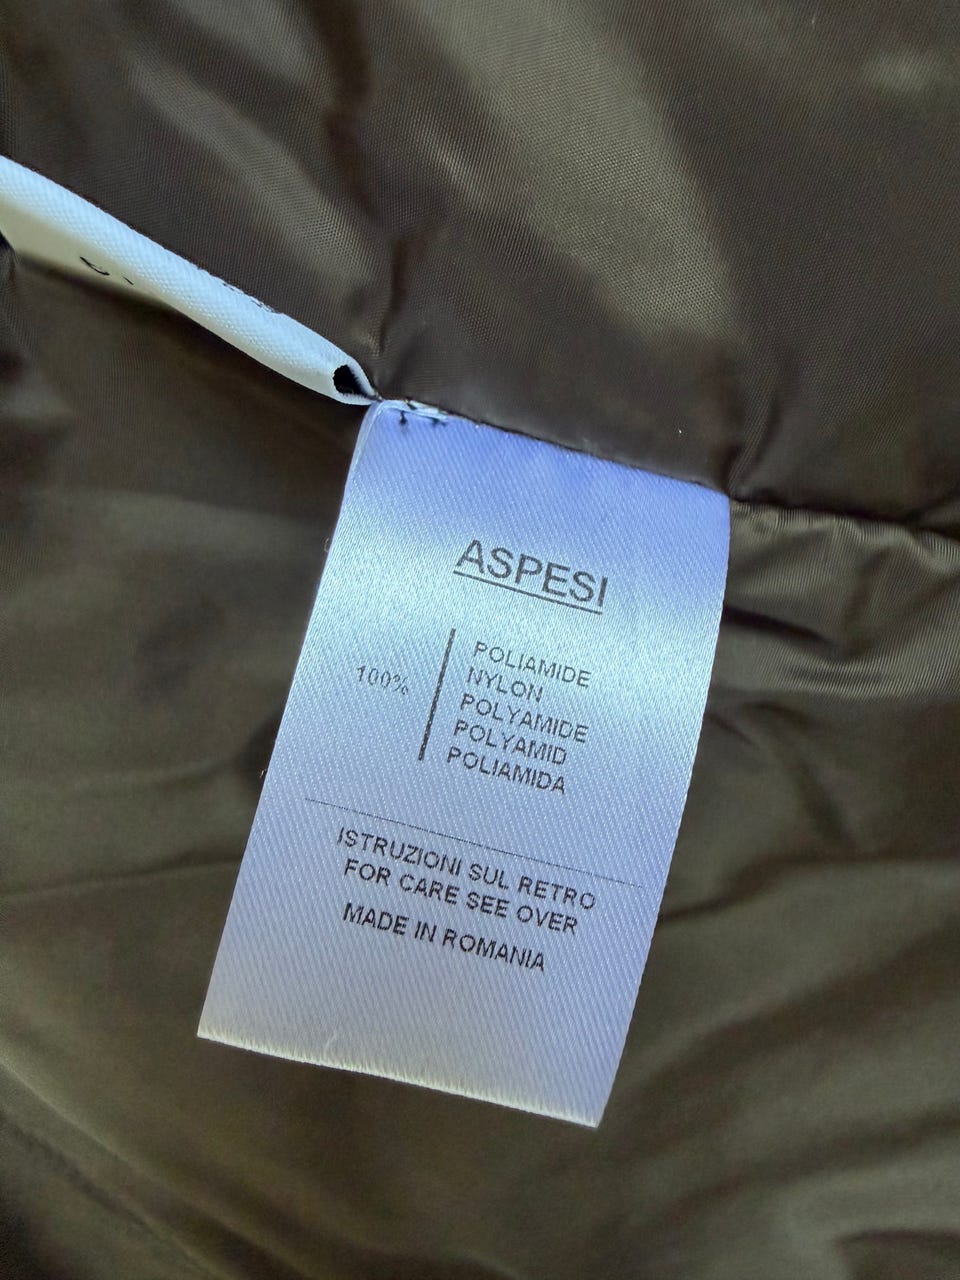 ASPESI
100%
POLIAMIDE
NYLON
POLYAMIDE
POLYAMID
POLIAMIDA
ISTRUZIONI SUL RETRO
FOR CARE SEE OVER
MADE IN ROMANIA